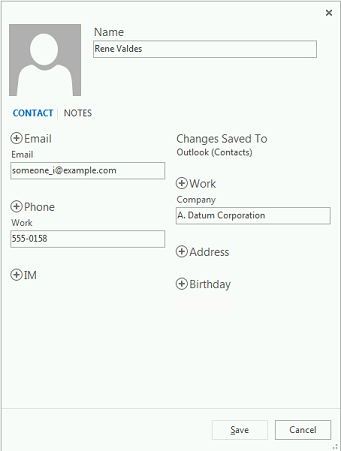 Name
Rene Valdes
CONTACT NOTES
Email
Email
someone_i@example.com
Phone
Work
555-0158
IM
Changes Saved To
Outlook (Contacts)
Work
Company
A. Datum Corporation
Address
Birthday
Save Cancel